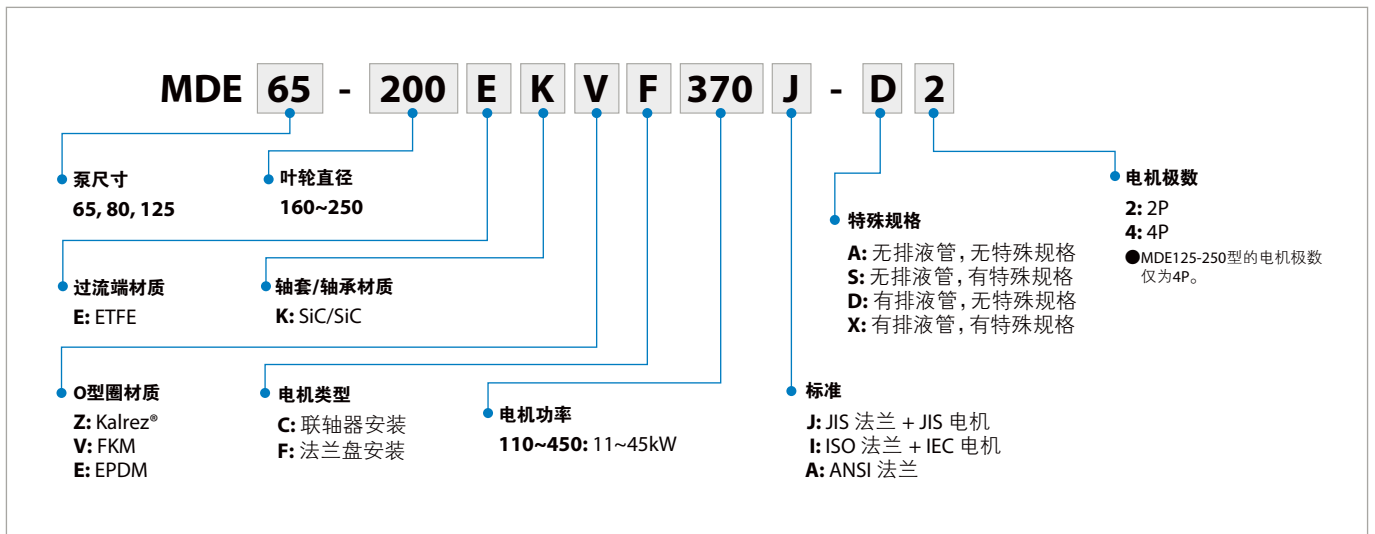 MDE 65 - 200 E K V F 370 J - D 2
泵尺寸
65, 80, 125
叶轮直径
160~250
过流端材质
E: ETFE
轴套/轴承材质
K: SiC/SiC
O型圈材质
Z: Kalrez®
V: FKM
E: EPDM
电机类型
C: 联轴器安装
F: 法兰盘安装
电机功率
110~450: 11~45kW
标准
J: JIS 法兰 + JIS 电机
I: ISO 法兰 + IEC 电机
A: ANSI 法兰
特殊规格
A: 无排液管，无特殊规格
S: 无排液管，有特殊规格
D: 有排液管，无特殊规格
X: 有排液管，有特殊规格
电机极数
2: 2P
4: 4P
●MDE125-250型的电机极数
仅为4P。